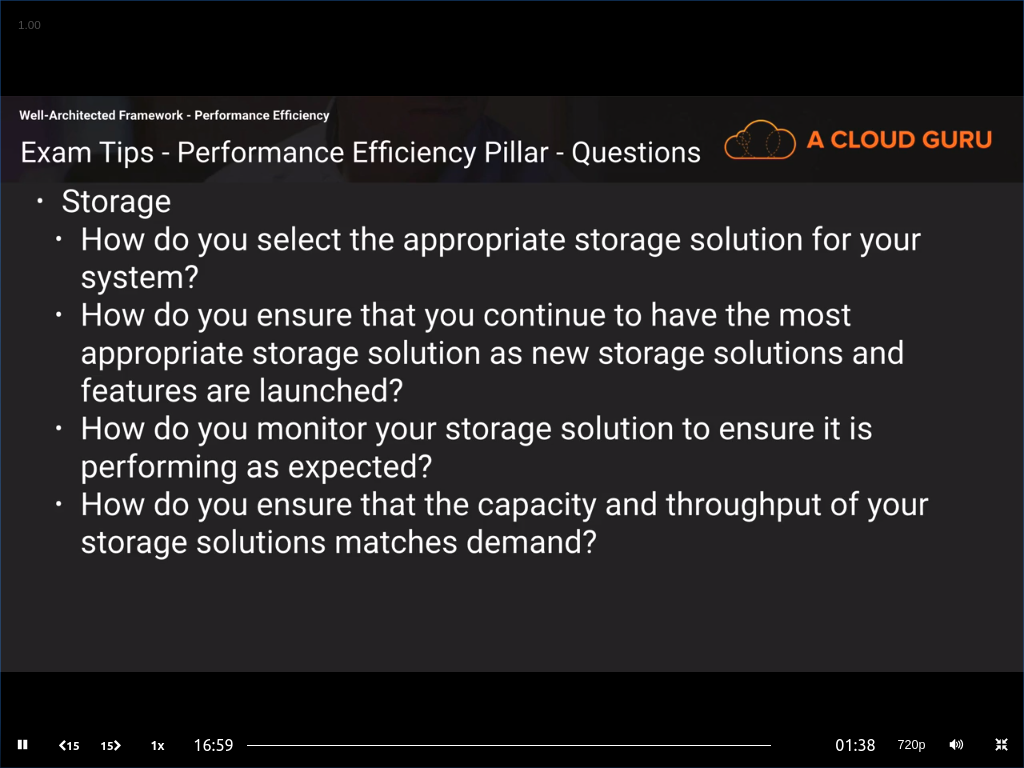 1.00
Well-Architected Framework - Performance Efficiency
Exam Tips - Performance Efficiency Pillar - Questions
A CLOUD GURU
• Storage
• How do you select the appropriate storage solution for your
system?
• How do you ensure that you continue to have the most
appropriate storage solution as new storage solutions and
features are launched?
• How do you monitor your storage solution to ensure it is
performing as expected?
• How do you ensure that the capacity and throughput of your
storage solutions matches demand?
15 15 1x 16:59 01:38 720p